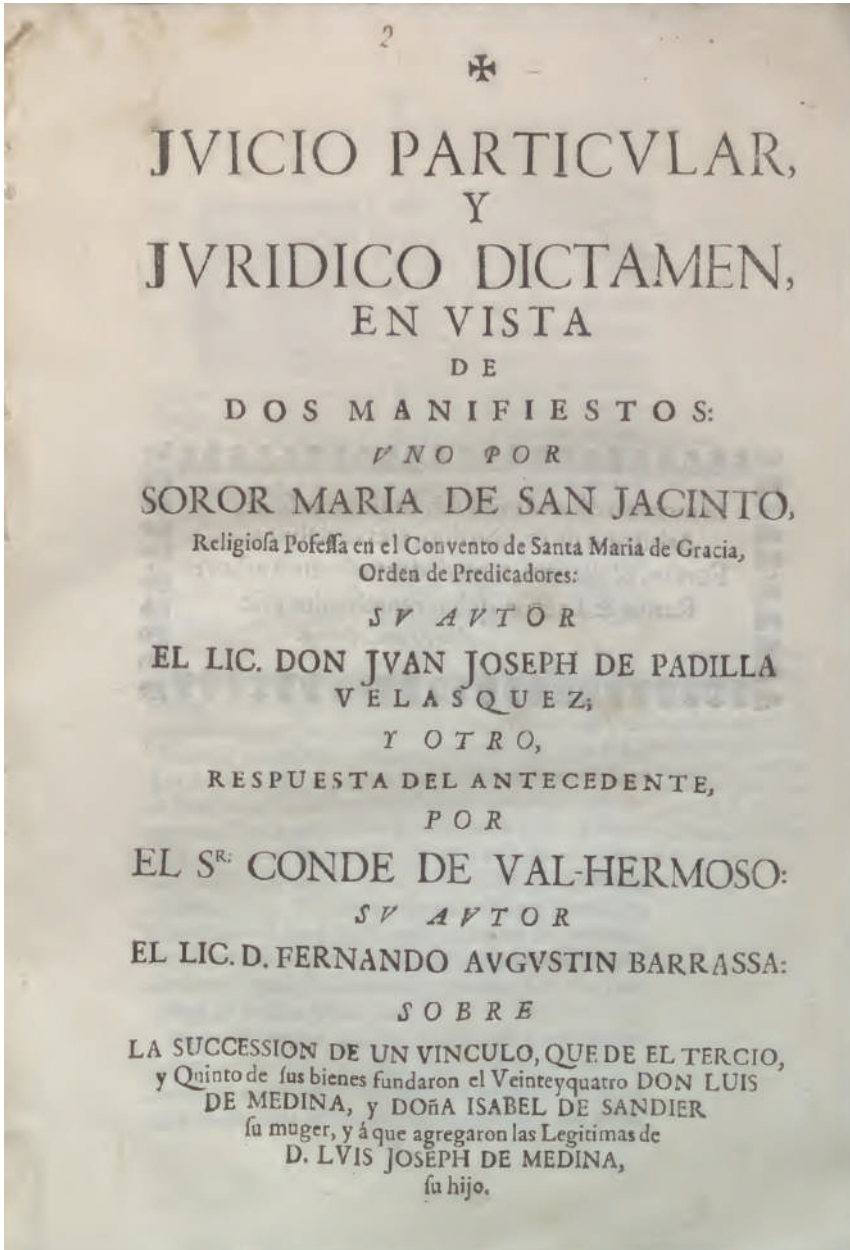 2
✠
JVICIO PARTICVLAR,
Y
JVRIDICO DICTAMEN,
EN VISTA
DE
DOS MANIFIESTOS:
VNO POR
SOROR MARIA DE SAN JACINTO,
Religioſa Pofeſſa en el Convento de Santa Maria de Gracia,
Orden de Predicadores:
SV AVTOR
EL LIC. DON JVAN JOSEPH DE PADILLA
VELASQUEZ;
Y OTRO,
RESPUESTA DEL ANTECEDENTE,
POR
EL SR. CONDE DE VAL-HERMOSO:
SV AVTOR
EL LIC. D. FERNANDO AVGVSTIN BARRASSA:
SOBRE
LA SUCCESSION DE UN VINCULO, QUE DE EL TERCIO,
y Quinto de ſus bienes fundaron el Veinteyquatro DON LUIS
DE MEDINA, y DOñA ISABEL DE SANDIER
ſu muger, y á que agregaron las Legitimas de
D. LVIS JOSEPH DE MEDINA,
ſu hijo.